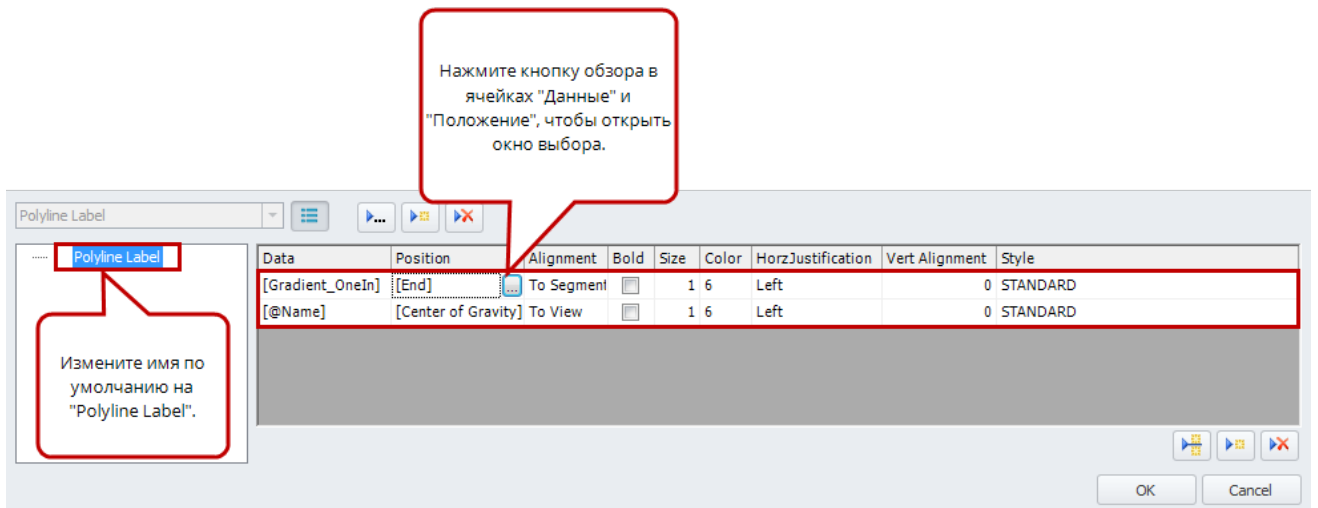 Нажмите кнопку обзора в
ячейках "Данные" и
"Положение", чтобы открыть
окно выбора.
Polyline Label
Polyline Label
Data Position Alignment Bold Size Color HorzJustification Vert Alignment Style
[Gradient_OneIn] [End] ... To Segment 1 6 Left 0 STANDARD
[@Name] [Center of Gravity] To View 1 6 Left 0 STANDARD
Измените имя по
умолчанию на
"Polyline Label".
OK Cancel